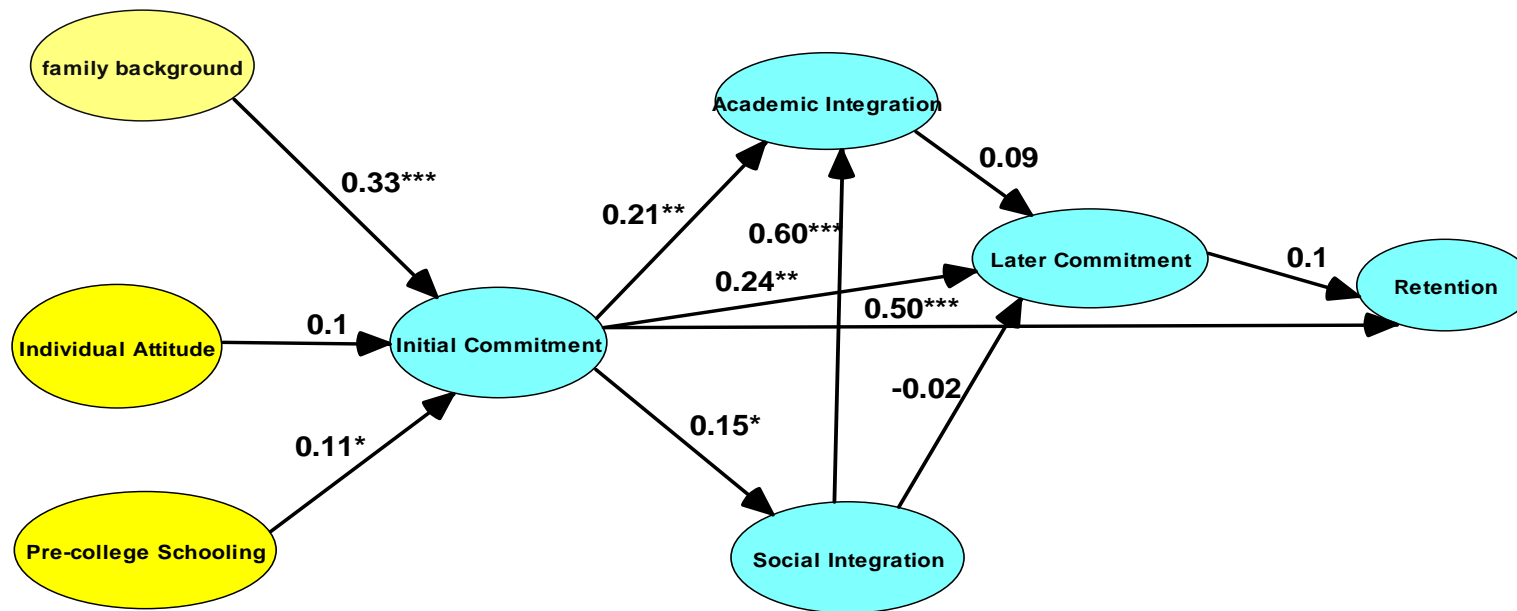 family background
Academic Integration
0.09
0.33***
0.21**
0.60***
Later Commitment
0.1
Retention
0.24**
0.50***
Individual Attitude
0.1
Initial Commitment
-0.02
0.15*
0.11*
Pre-college Schooling
Social Integration